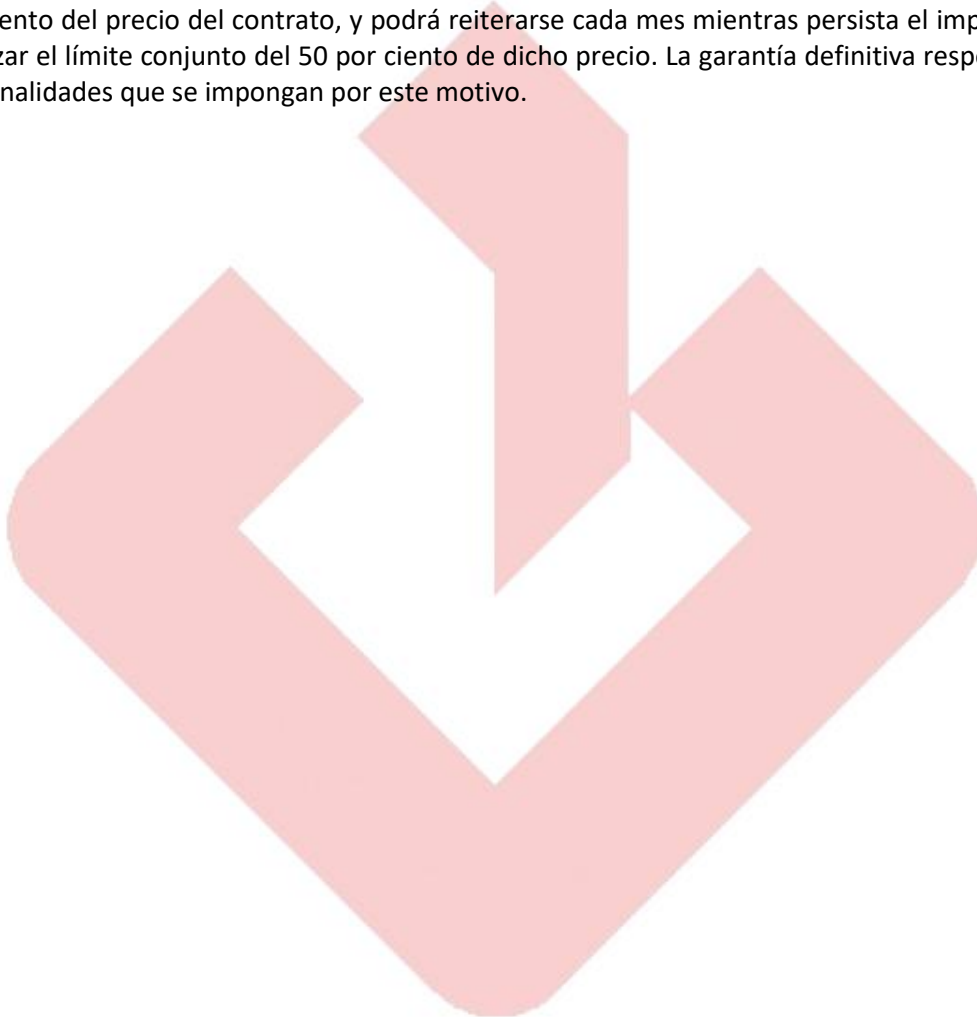 ento del precio del contrato, y podrá reiterarse cada mes mientras persista el imp
zar el límite conjunto del 50 por ciento de dicho precio. La garantía definitiva resp
nalidades que se impongan por este motivo.